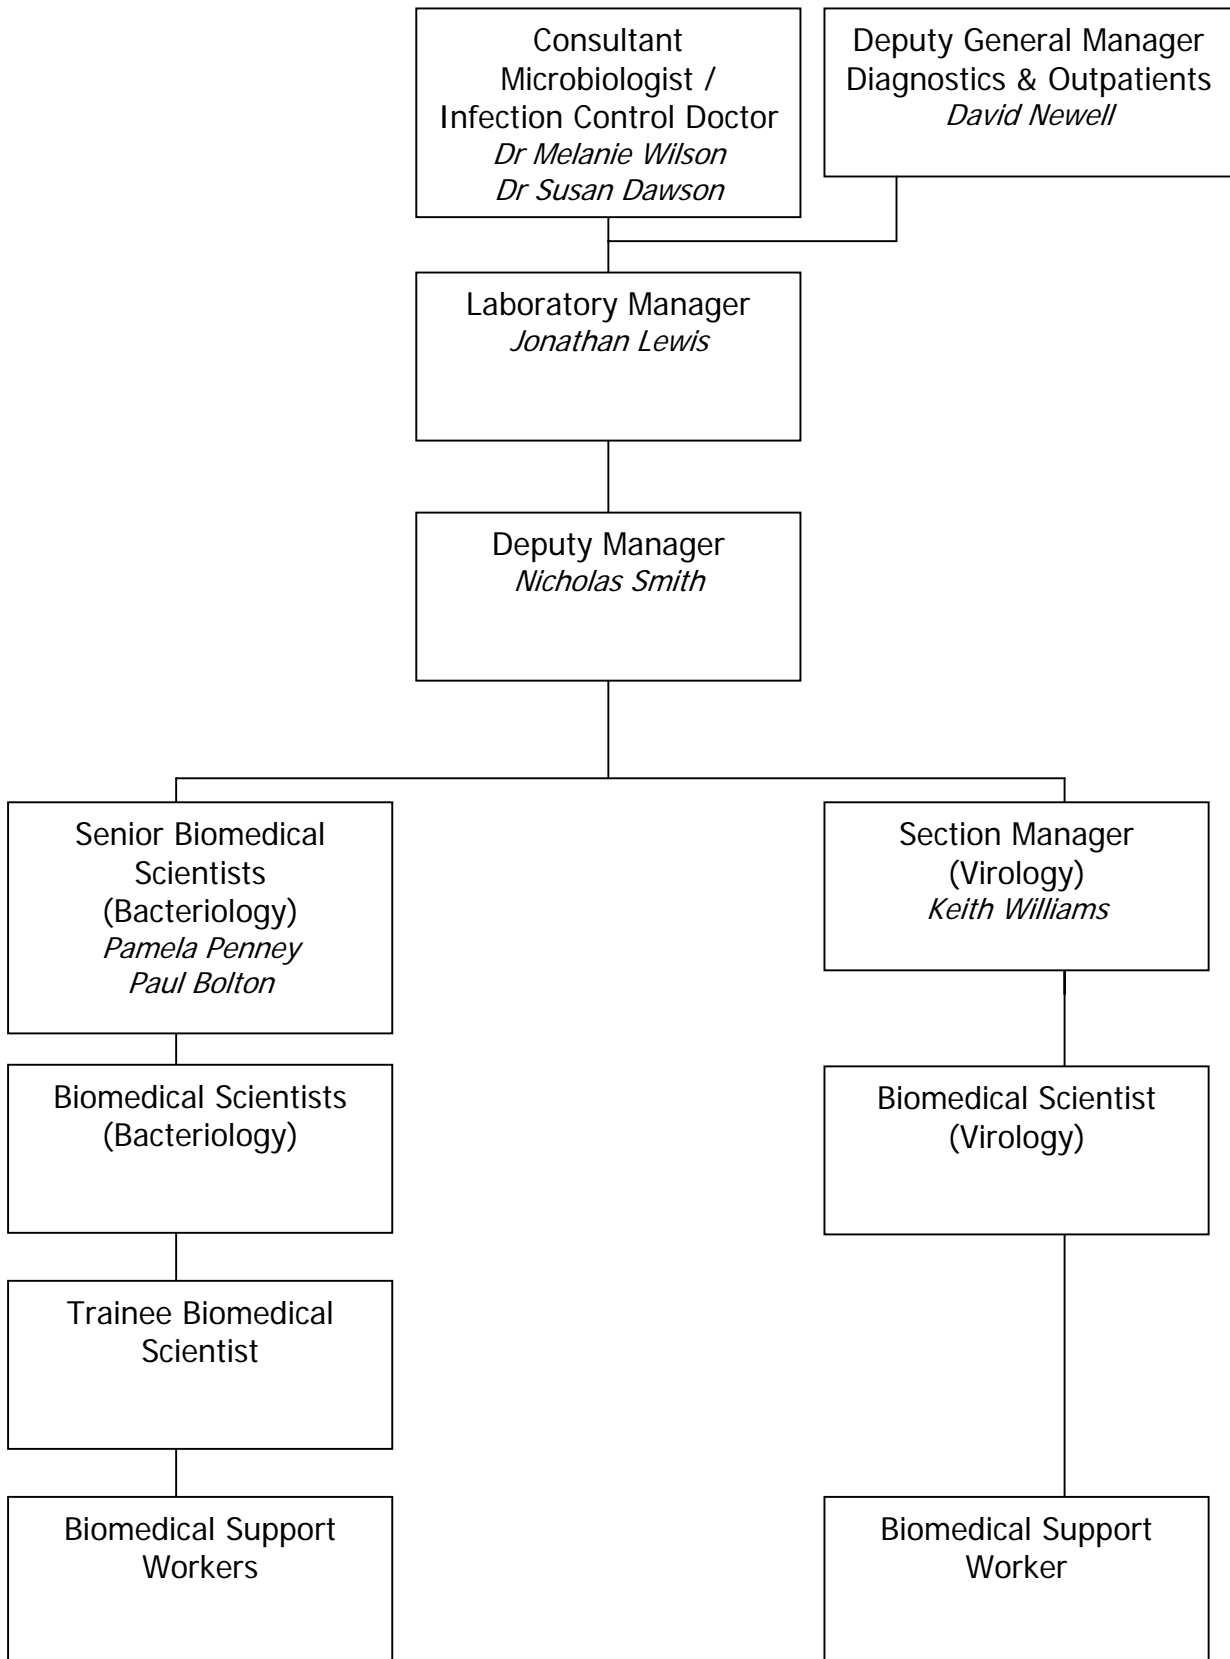 Consultant
Microbiologist /
Infection Control Doctor
Dr Melanie Wilson
Dr Susan Dawson
Deputy General Manager
Diagnostics & Outpatients
David Newell
Laboratory Manager
Jonathan Lewis
Deputy Manager
Nicholas Smith
Senior Biomedical
Scientists
(Bacteriology)
Pamela Penney
Paul Bolton
Section Manager
(Virology)
Keith Williams
Biomedical Scientists
(Bacteriology)
Biomedical Scientist
(Virology)
Trainee Biomedical
Scientist
Biomedical Support
Workers
Biomedical Support
Worker